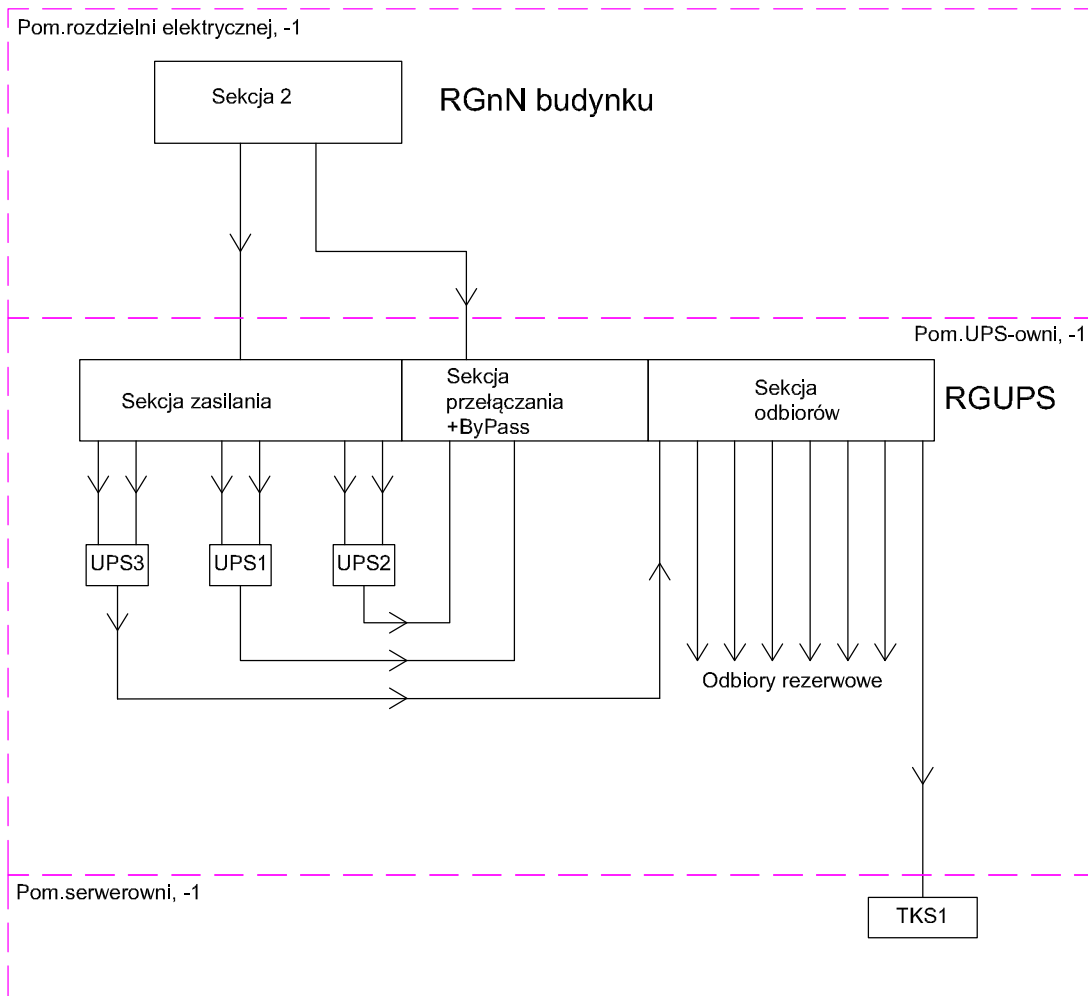 Pom.rozdzielni elektrycznej, -1
Sekcja 2
RGnN budynku
Pom.UPS-owni, -1
Sekcja zasilania
Sekcja
przełączania
+ByPass
Sekcja
odbiorów
RGUPS
UPS3
UPS1
UPS2
Odbiory rezerwowe
Pom.serwerowni, -1
TKS1